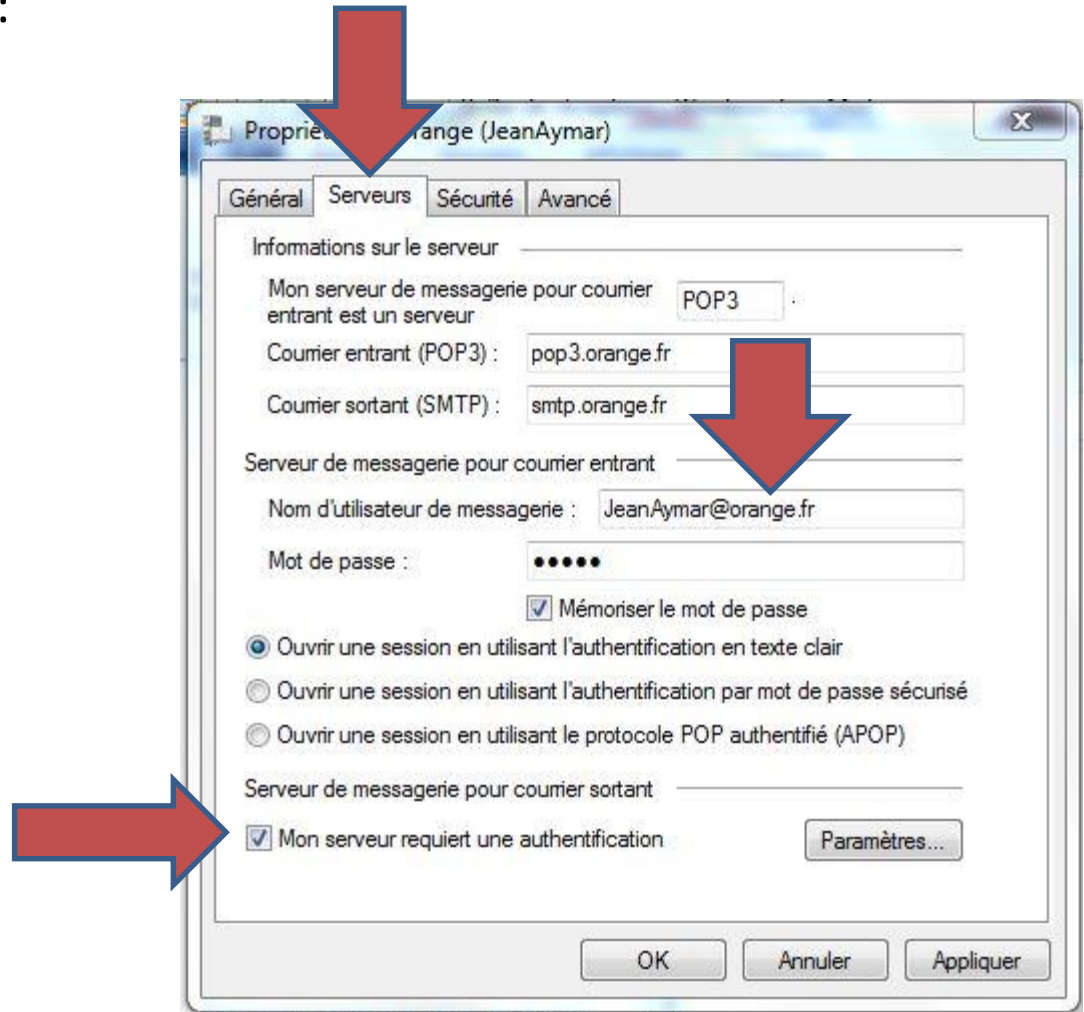 :
Proprié range (JeanAymar)
Général Serveurs Sécurité Avancé
Informations sur le serveur
Mon serveur de messagerie pour courrier
entrant est un serveur POP3
Courrier entrant (POP3) : pop3.orange.fr
Courrier sortant (SMTP) : smtp.orange.fr
Serveur de messagerie pour courrier entrant
Nom d'utilisateur de messagerie : JeanAymar@orange.fr
Mot de passe : •••••
Mémoriser le mot de passe
Ouvrir une session en utilisant l'authentification en texte clair
Ouvrir une session en utilisant l'authentification par mot de passe sécurisé
Ouvrir une session en utilisant le protocole POP authentifié (APOP)
Serveur de messagerie pour courrier sortant
Mon serveur requiert une authentification Paramètres...
OK Annuler Appliquer